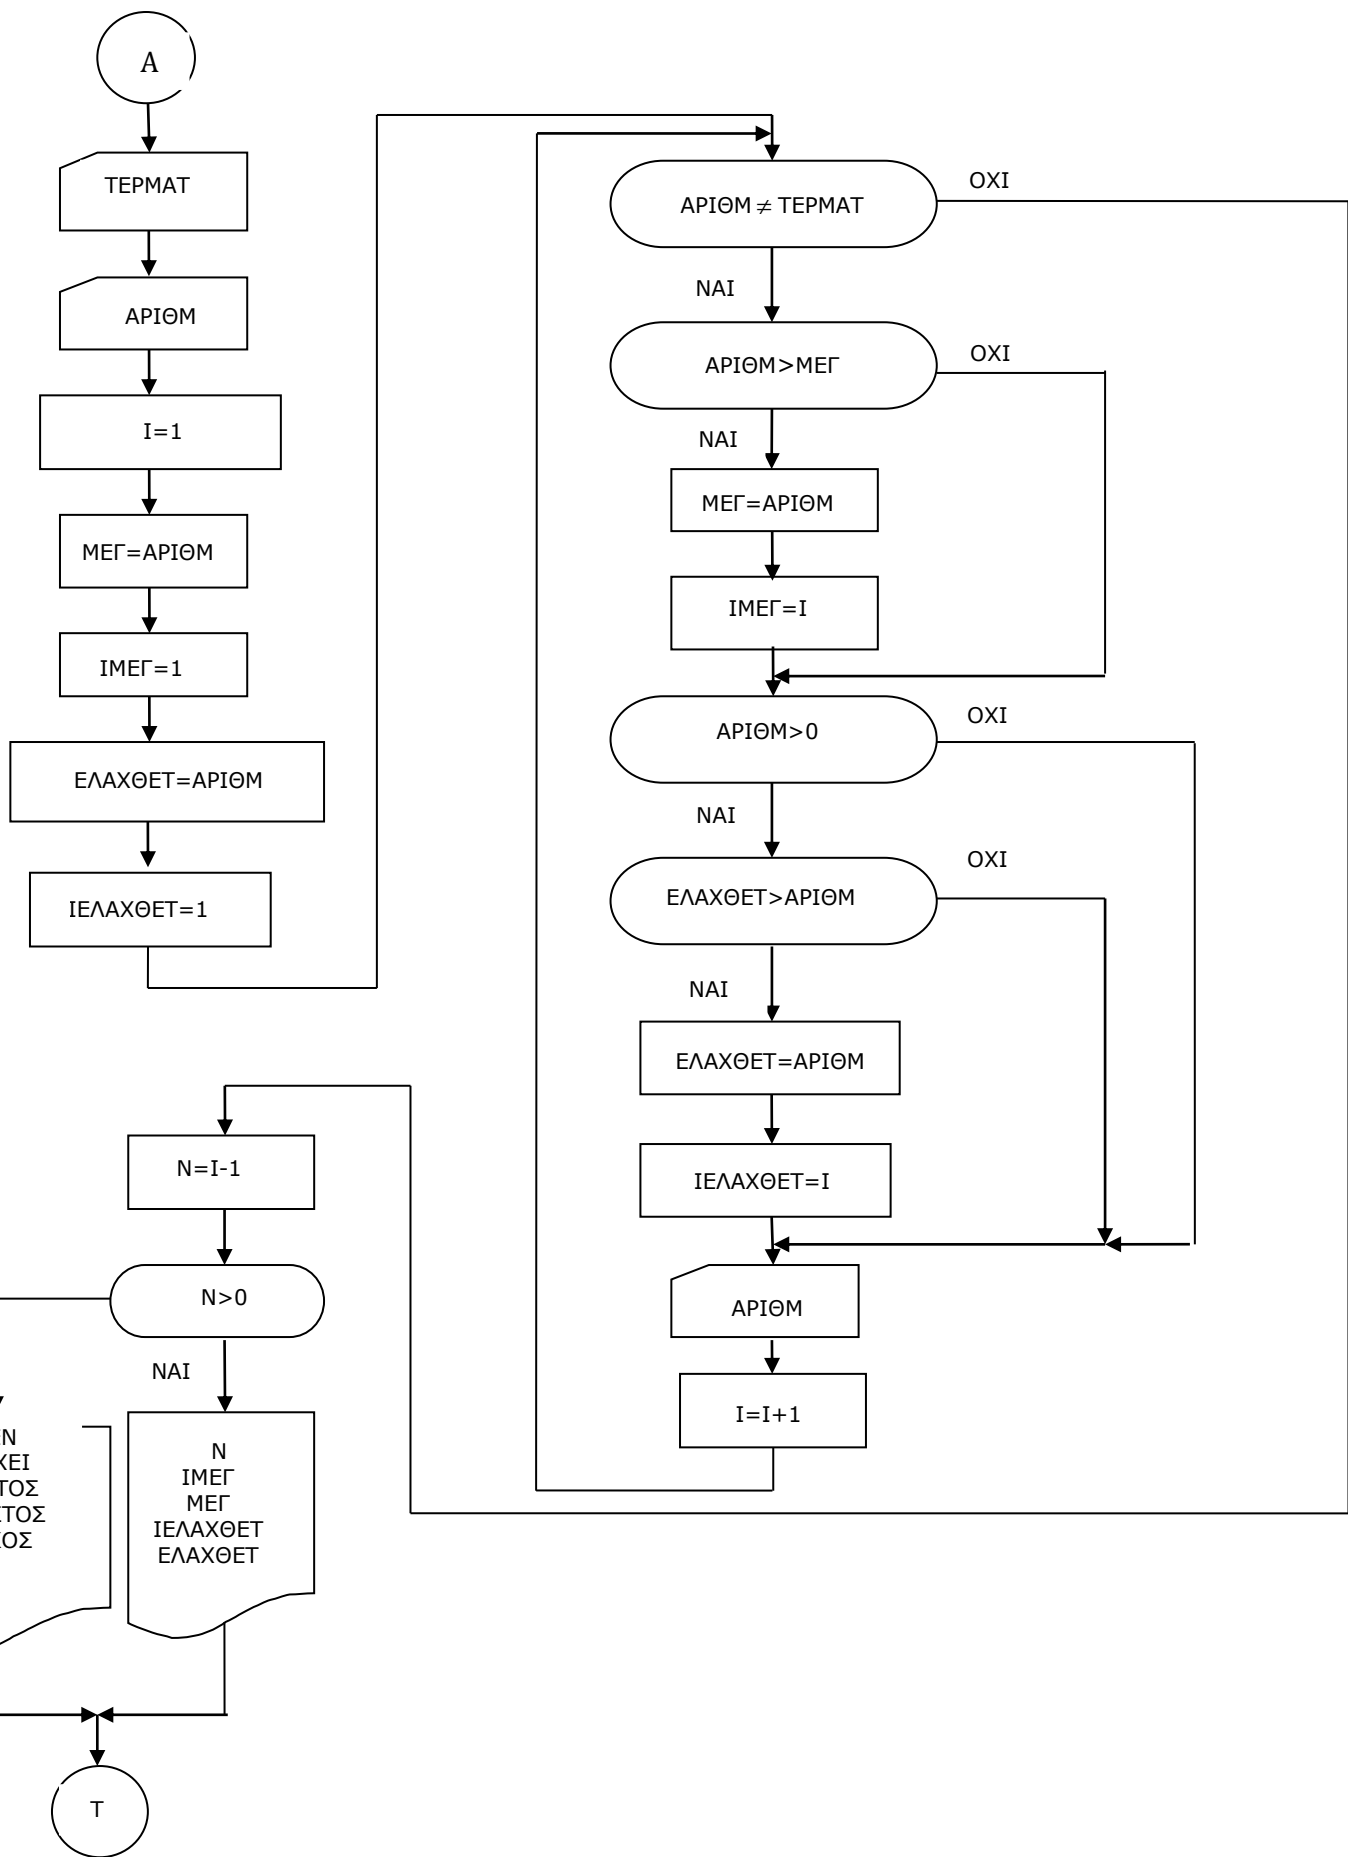 Α
ΤΕΡΜΑΤ
ΑΡΙΘΜ
Ι=1
ΜΕΓ=ΑΡΙΘΜ
ΙΜΕΓ=1
ΕΛΑΧΘΕΤ=ΑΡΙΘΜ
ΙΕΛΑΧΘΕΤ=1
ΑΡΙΘΜ ≠ ΤΕΡΜΑΤ
ΟΧΙ
ΝΑΙ
ΑΡΙΘΜ>ΜΕΓ
ΟΧΙ
ΝΑΙ
ΜΕΓ=ΑΡΙΘΜ
ΙΜΕΓ=Ι
ΑΡΙΘΜ>0
ΟΧΙ
ΝΑΙ
ΕΛΑΧΘΕΤ>ΑΡΙΘΜ
ΟΧΙ
ΝΑΙ
ΕΛΑΧΘΕΤ=ΑΡΙΘΜ
ΙΕΛΑΧΘΕΤ=Ι
ΑΡΙΘΜ
Ι=Ι+1
Ν=Ι-1
Ν>0
ΝΑΙ
Ν
ΙΜΕΓ
ΜΕΓ
ΙΕΛΑΧΘΕΤ
ΕΛΑΧΘΕΤ
Τ